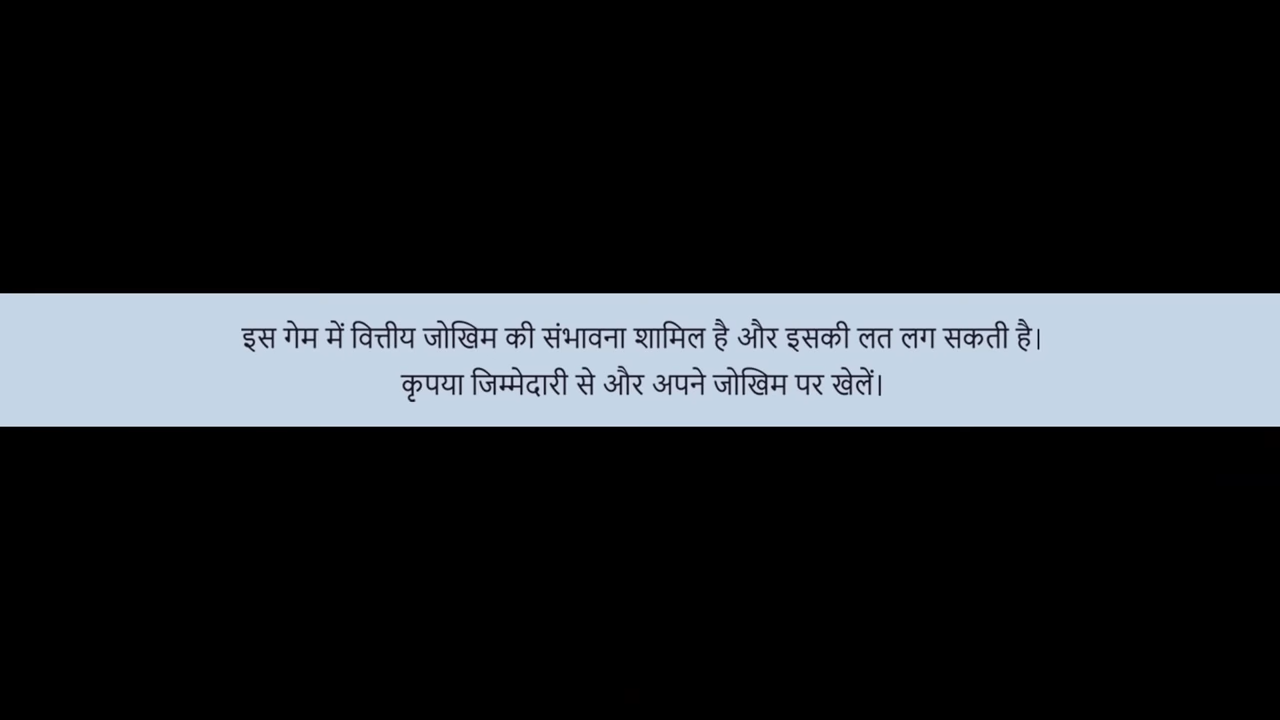 इस गेम में वित्तीय जोखिम की संभावना शामिल है और इसकी लत लग सकती है।
कृपया जिम्मेदारी से और अपने जोखिम पर खेलें।